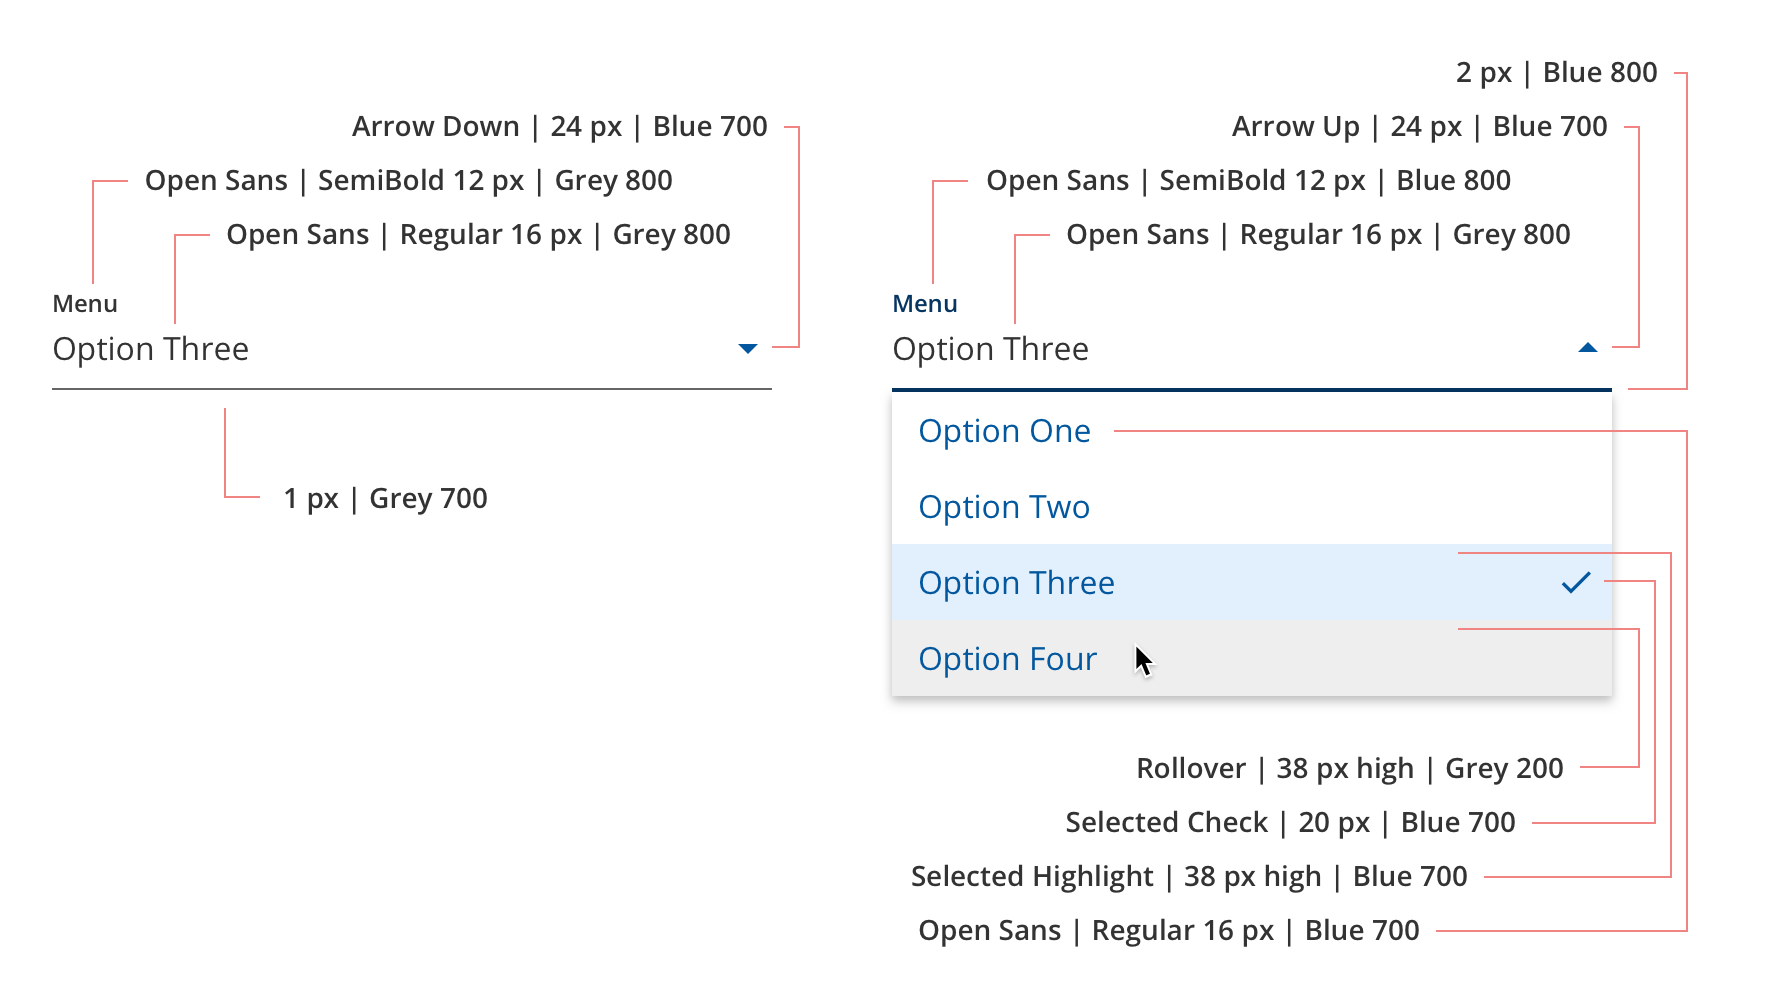 Arrow Down | 24 px | Blue 700
Open Sans | SemiBold 12 px | Grey 800
Open Sans | Regular 16 px | Grey 800
Menu
Option Three
1 px | Grey 700
2 px | Blue 800
Arrow Up | 24 px | Blue 700
Open Sans | SemiBold 12 px | Blue 800
Open Sans | Regular 16 px | Grey 800
Menu
Option Three
Option One
Option Two
Option Three
Option Four
Rollover | 38 px high | Grey 200
Selected Check | 20 px | Blue 700
Selected Highlight | 38 px high | Blue 700
Open Sans | Regular 16 px | Blue 700